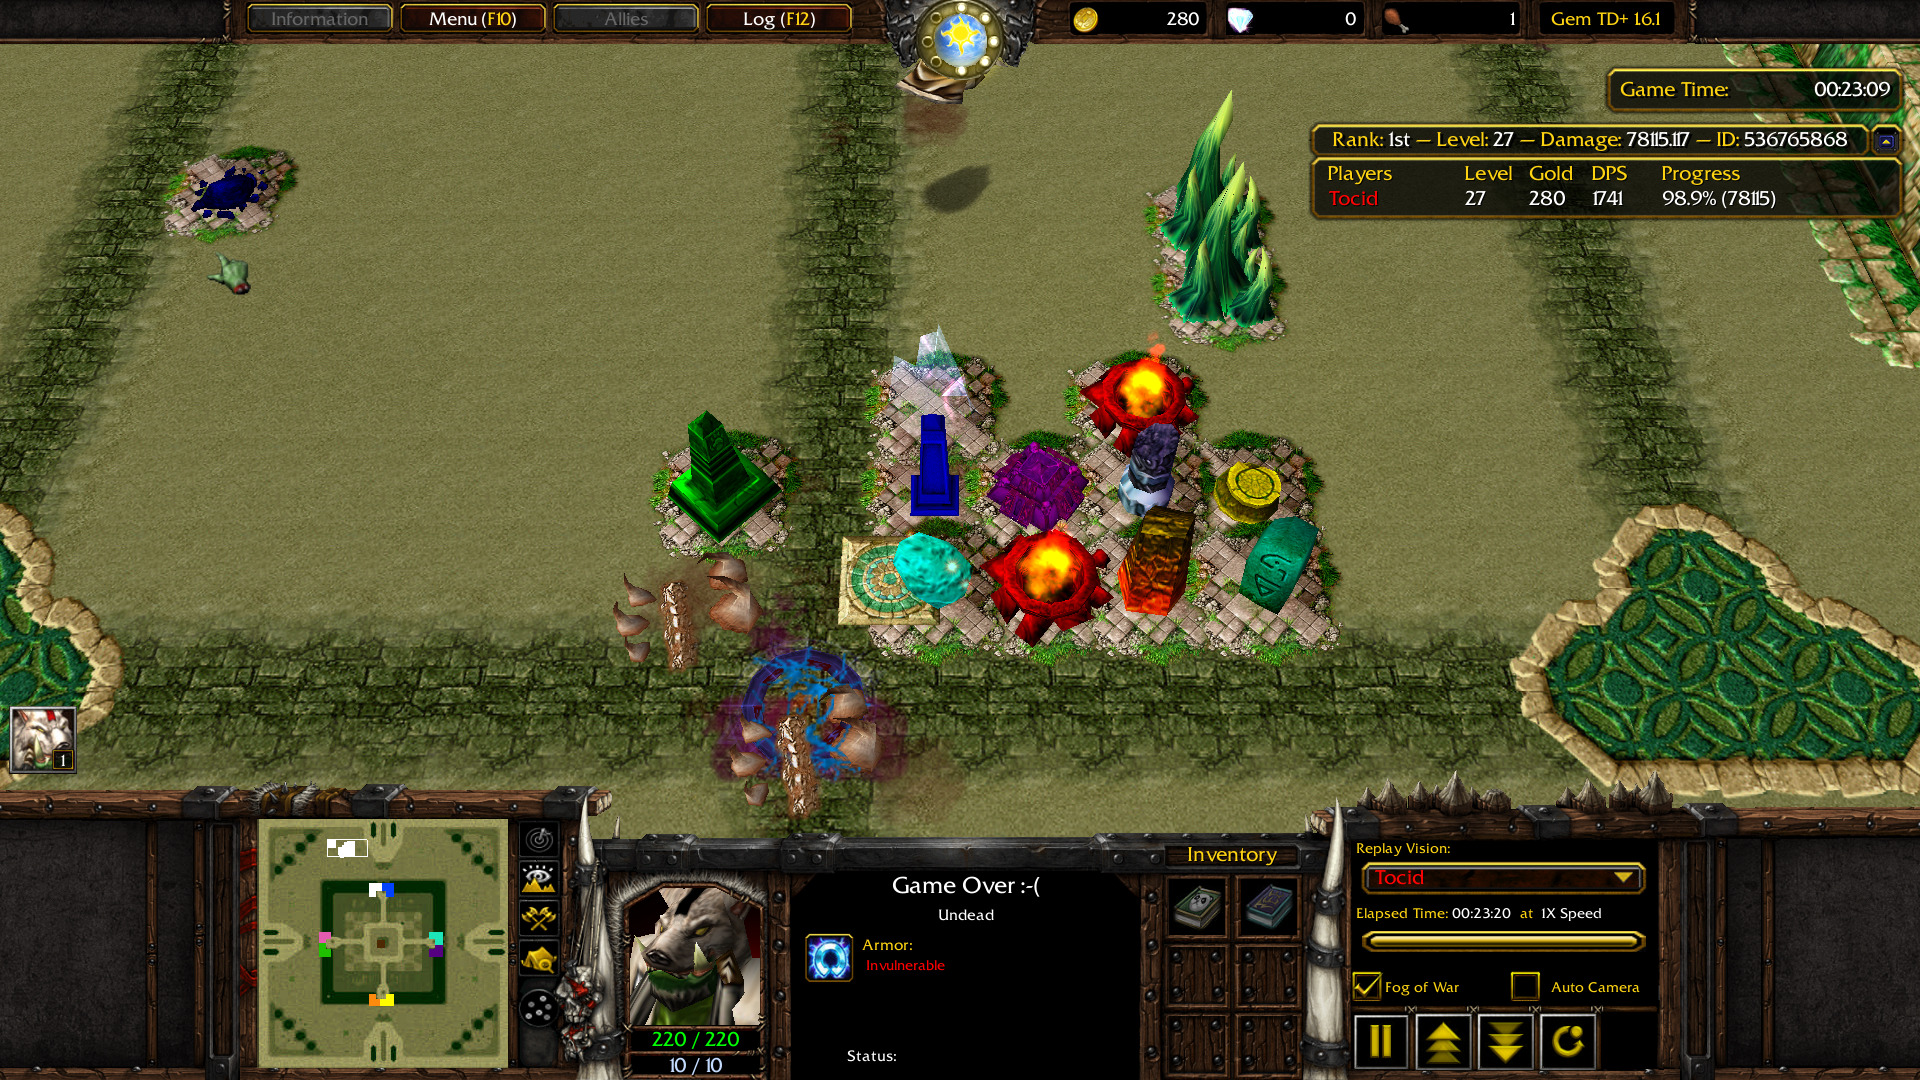 Information Menu (F10) Allies Log (F12) 280 0 1 Gem TD+ 16.1
Game Time: 00:23:09
Rank: 1st — Level: 27 — Damage: 78115.117 — ID: 536765868
Players Level Gold DPS Progress
Tocid 27 280 1741 98.9% (78115)
1
Inventory
Game Over :-(
Undead
Armor:
Invulnerable
Status:
220 / 220
10 / 10
Replay Vision:
Tocid
Elapsed Time: 00:23:20 at 1X Speed
Fog of War Auto Camera